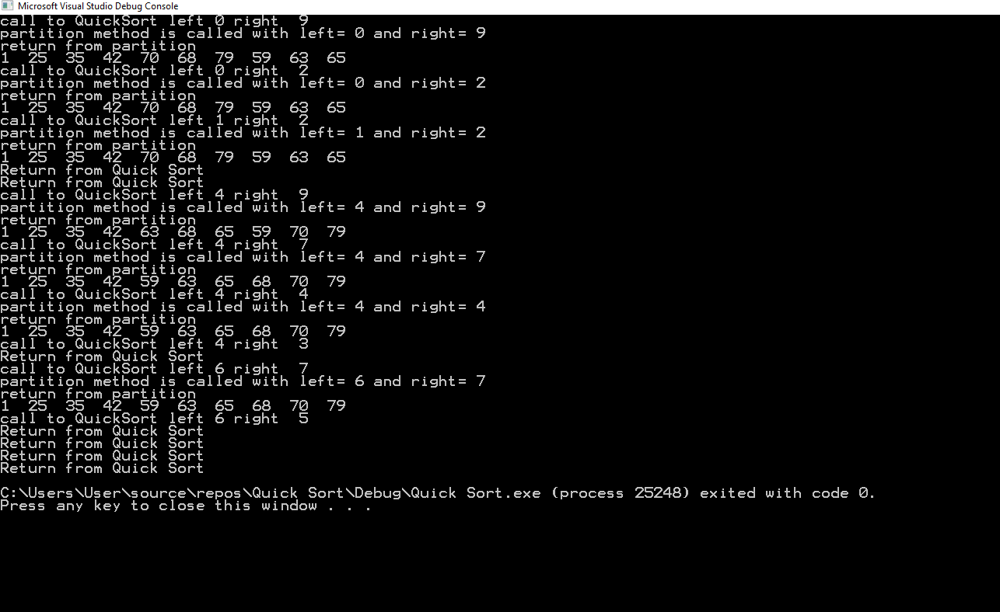 Microsoft Visual Studio Debug Console
call to QuickSort left 0 right  9
partition method is called with left= 0 and right= 9
return from partition
1  25  35  42  70  68  79  59  63  65
call to QuickSort left 0 right  2
partition method is called with left= 0 and right= 2
return from partition
1  25  35  42  70  68  79  59  63  65
call to QuickSort left 1 right  2
partition method is called with left= 1 and right= 2
return from partition
1  25  35  42  70  68  79  59  63  65
Return from Quick Sort
Return from Quick Sort
call to QuickSort left 4 right  9
partition method is called with left= 4 and right= 9
return from partition
1  25  35  42  63  68  65  59  70  79
call to QuickSort left 4 right  7
partition method is called with left= 4 and right= 7
return from partition
1  25  35  42  59  63  65  68  70  79
call to QuickSort left 4 right  4
partition method is called with left= 4 and right= 4
return from partition
1  25  35  42  59  63  65  68  70  79
call to QuickSort left 4 right  3
Return from Quick Sort
call to QuickSort left 6 right  7
partition method is called with left= 6 and right= 7
return from partition
1  25  35  42  59  63  65  68  70  79
call to QuickSort left 6 right  5
Return from Quick Sort
Return from Quick Sort
Return from Quick Sort
Return from Quick Sort
C:\Users\User\source\repos\Quick Sort\Debug\Quick Sort.exe (process 25248) exited with code 0.
Press any key to close this window . . .